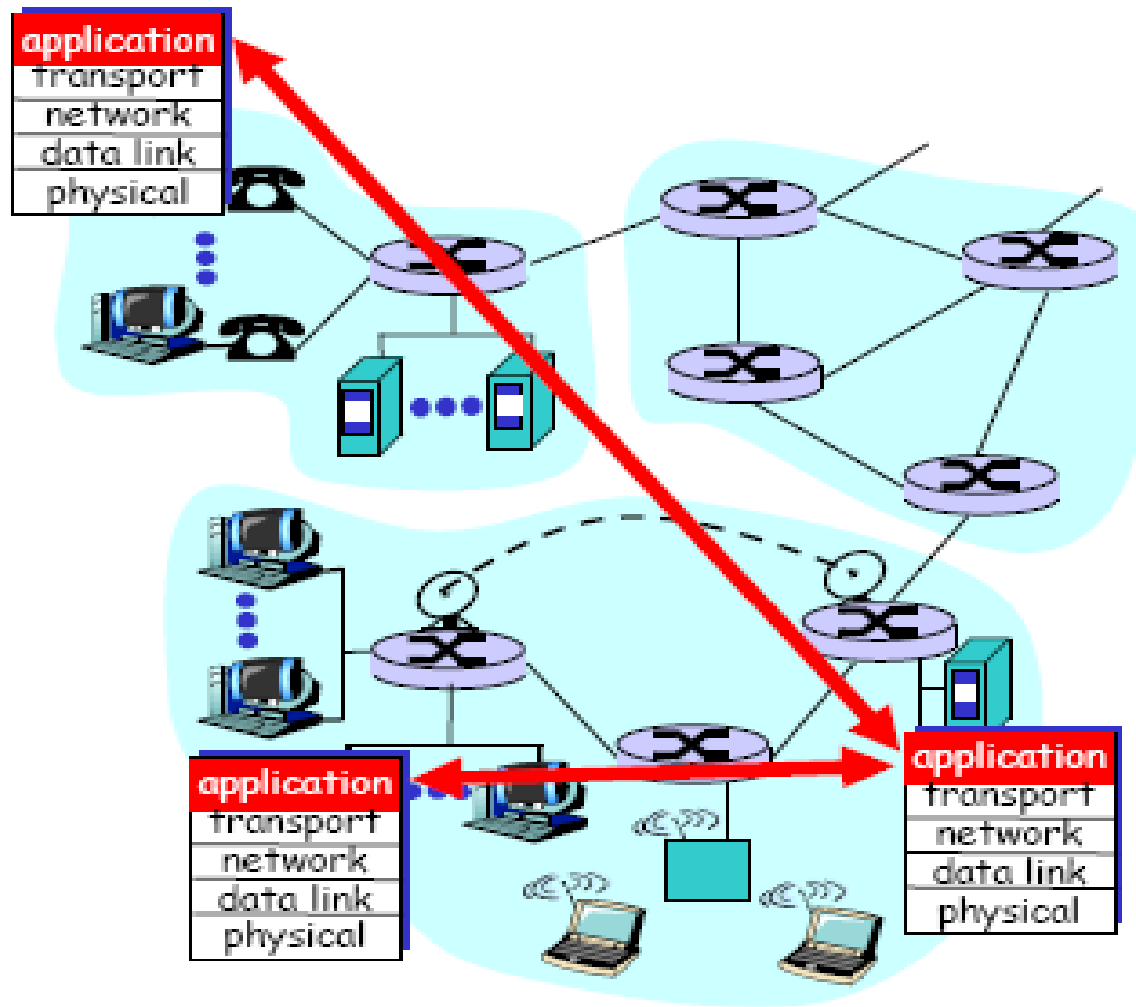 application
transport
network
data link
physical
application
transport
network
data link
physical
application
transport
network
data link
physical